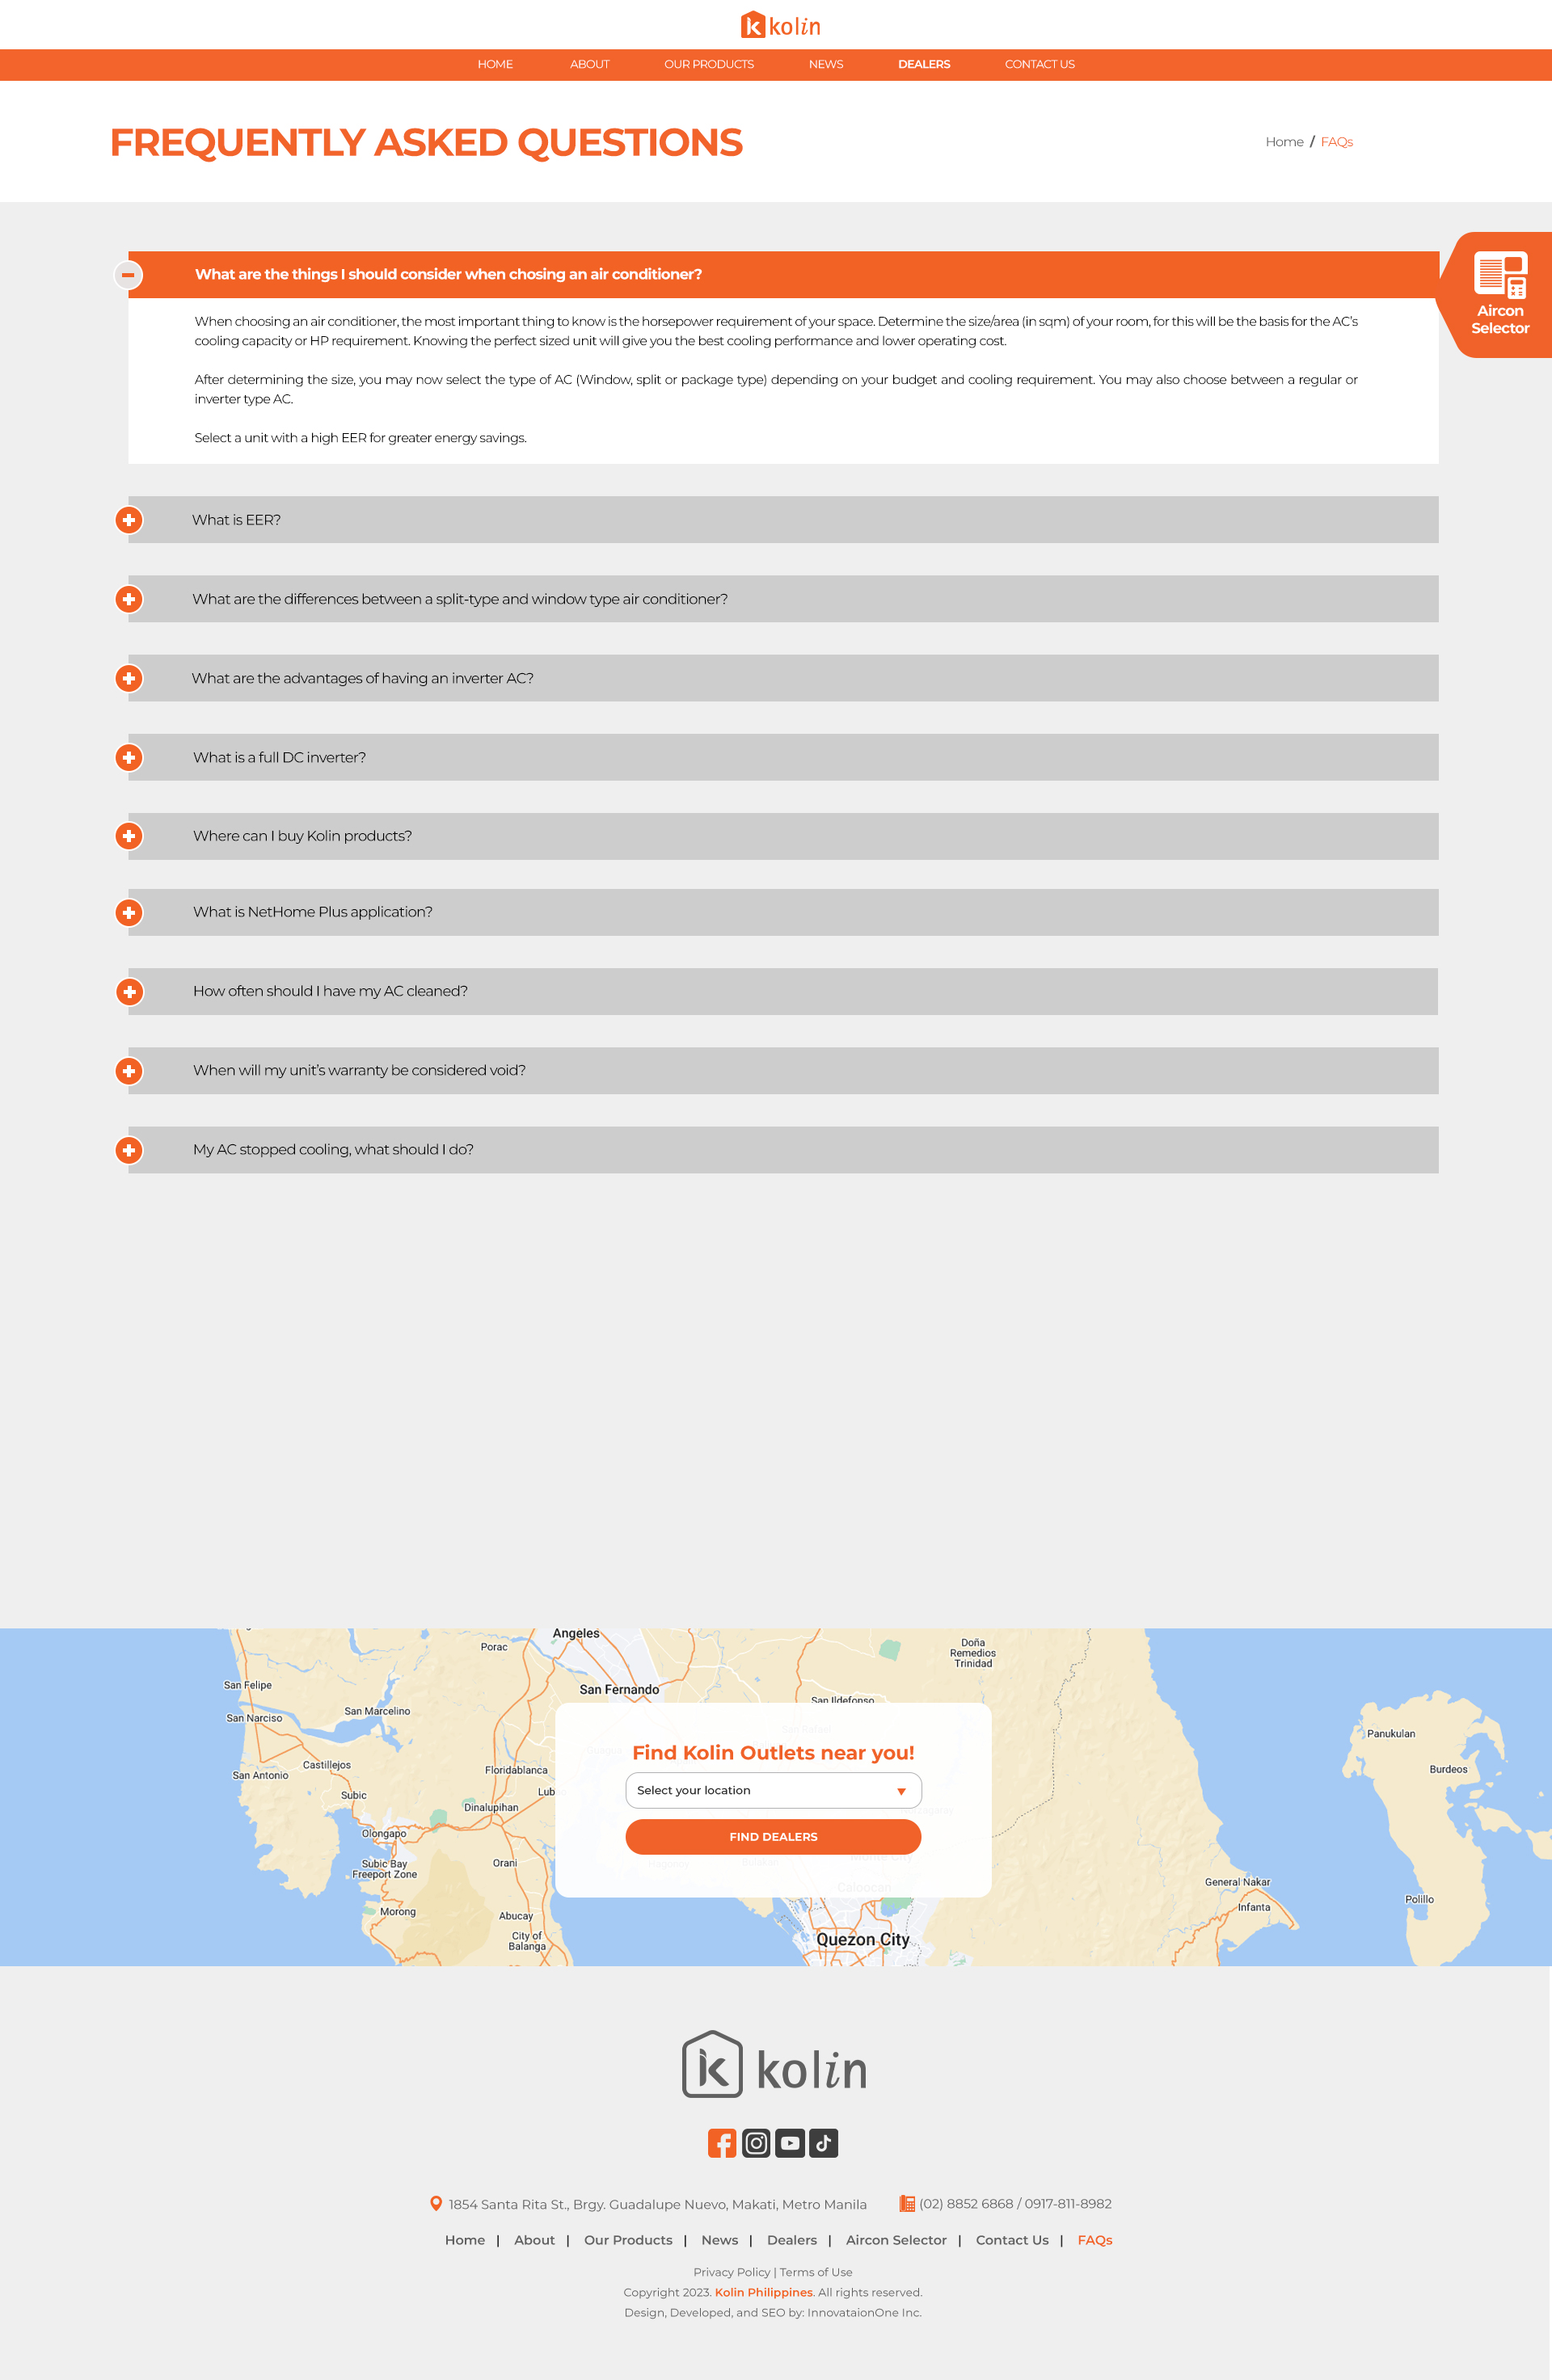 kolin
HOME ABOUT OUR PRODUCTS NEWS DEALERS CONTACT US
FREQUENTLY ASKED QUESTIONS
Home / FAQs
What are the things I should consider when chosing an air conditioner?
Aircon
Selector
When choosing an air conditioner, the most important thing to know is the horsepower requirement of your space. Determine the size/area (in sqm) of your room, for this will be the basis for the AC’s
cooling capacity or HP requirement. Knowing the perfect sized unit will give you the best cooling performance and lower operating cost.
After determining the size, you may now select the type of AC (Window, split or package type) depending on your budget and cooling requirement. You may also choose between a regular or
inverter type AC.
Select a unit with a high EER for greater energy savings.
What is EER?
What are the differences between a split-type and window type air conditioner?
What are the advantages of having an inverter AC?
What is a full DC inverter?
Where can I buy Kolin products?
What is NetHome Plus application?
How often should I have my AC cleaned?
When will my unit’s warranty be considered void?
My AC stopped cooling, what should I do?
Angeles
Porac
Doña
Remedios
Trinidad
San Felipe
San Fernando
San Ildefonso
San Marcelino
San Narciso
Panukulan
Find Kolin Outlets near you!
Castillejos
Floridablanca
Burdeos
San Antonio
Select your location
Subic
Dinalupihan
Olongapo
FIND DEALERS
Subic Bay
Freeport Zone
Orani
General Nakar
Caloocan
Polillo
Morong
Abucay
Infanta
City of
Balanga
Quezon City
kolin
1854 Santa Rita St., Brgy. Guadalupe Nuevo, Makati, Metro Manila (02) 8852 6868 / 0917-811-8982
Home | About | Our Products | News | Dealers | Aircon Selector | Contact Us | FAQs
Privacy Policy | Terms of Use
Copyright 2023. Kolin Philippines. All rights reserved.
Design, Developed, and SEO by: InnovataionOne Inc.